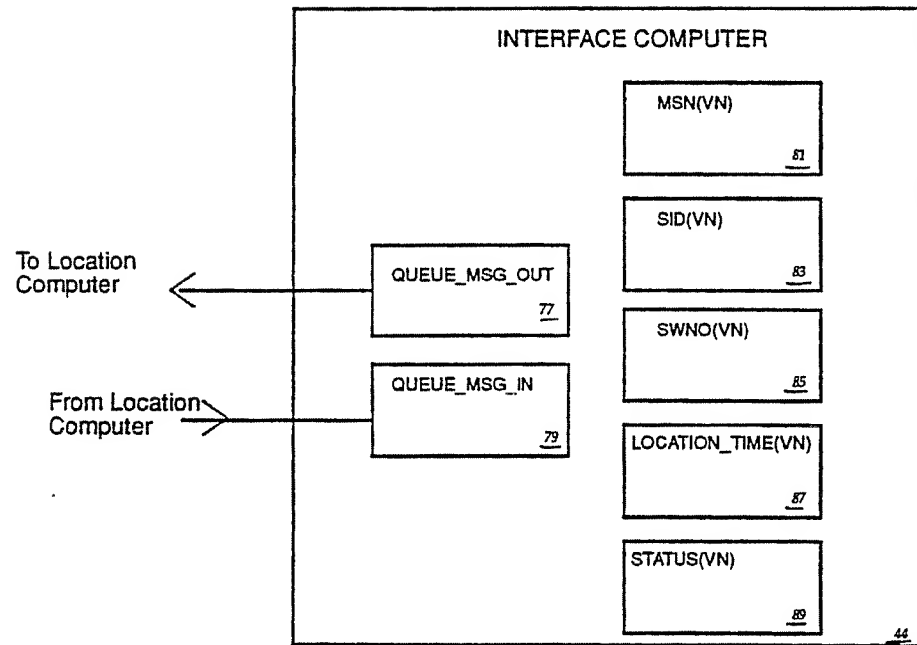 INTERFACE COMPUTER
MSN(VN)
81
SID(VN)
83
To Location
Computer
QUEUE_MSG_OUT
77
SWNO(VN)
85
From Location
Computer
QUEUE_MSG_IN
79
LOCATION_TIME(VN)
87
STATUS(VN)
89
44